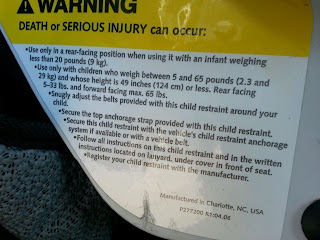 WARNING
DEATH or SERIOUS INJURY can occur:
•Use only in a rear-facing position when using it with an infant weighing
less than 20 pounds (9 kg).
•Use only with children who weigh between 5 and 65 pounds (2.3 and
29 kg) and whose height is 49 inches (124 cm) or less. Rear facing
5–33 lbs. and forward facing max. 65 lbs.
•Snugly adjust the belts provided with this child restraint around your
child.
•Secure the top anchorage strap provided with this child restraint.
•Secure this child restraint with the vehicle's child restraint anchorage
system if available or with a vehicle belt.
•Follow all instructions on this child restraint and in the written
instructions located on lanyard, under cover in front of seat.
•Register your child restraint with the manufacturer.
Manufactured in Charlotte, NC, USA
P277200 R1:04.06